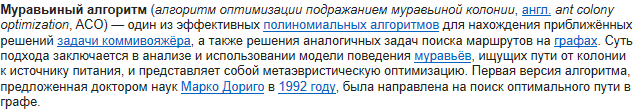 Муравьиный алгоритм (алгоритм оптимизации подражанием муравьиной колонии, англ. ant colony
optimization, ACO) — один из эффективных полиномиальных алгоритмов для нахождения приближённых
решений задачи коммивояжёра, а также решения аналогичных задач поиска маршрутов на графах. Суть
подхода заключается в анализе и использовании модели поведения муравьёв, ищущих пути от колонии
к источнику питания, и представляет собой метаэвристическую оптимизацию. Первая версия алгоритма,
предложенная доктором наук Марко Дориго в 1992 году, была направлена на поиск оптимального пути в
графе.